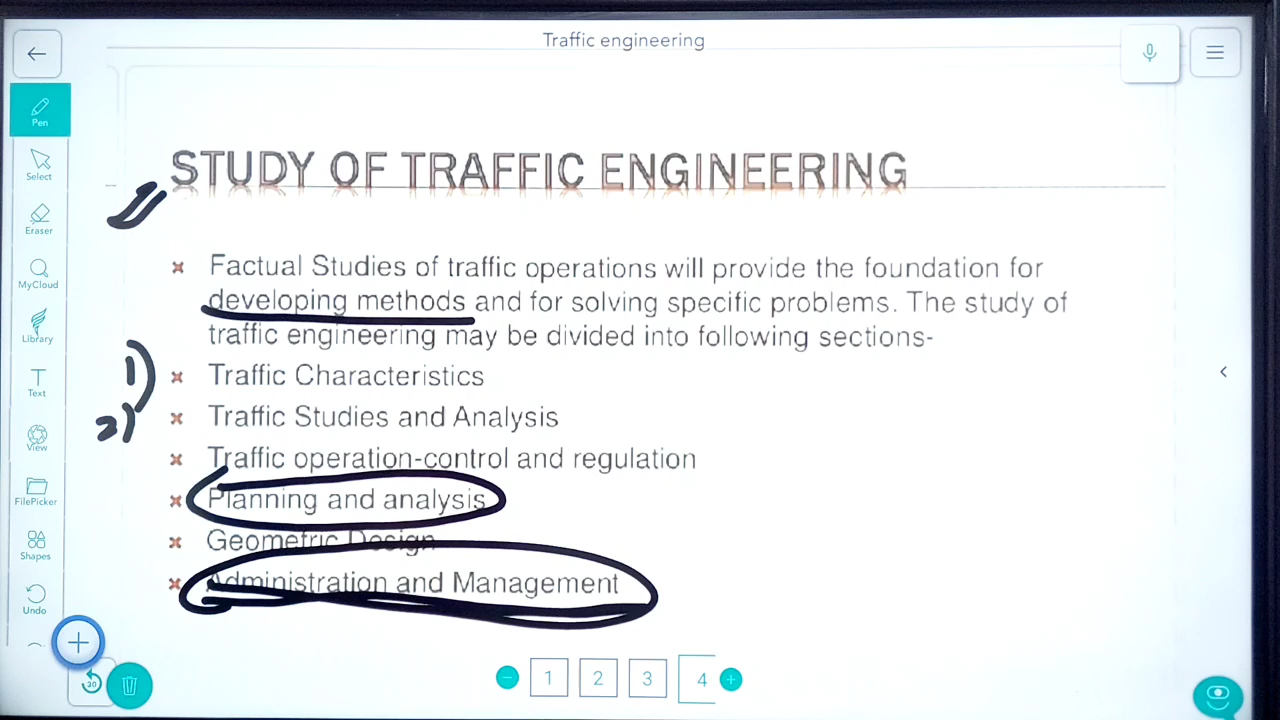 Traffic engineering
Pen
Select
Eraser
MyCloud
Library
Text
View
FilePicker
Shapes
Undo
30
STUDY OF TRAFFIC ENGINEERING
Factual Studies of traffic operations will provide the foundation for
developing methods and for solving specific problems. The study of
traffic engineering may be divided into following sections-
1) Traffic Characteristics
2) Traffic Studies and Analysis
Traffic operation-control and regulation
Planning and analysis
Geometric Design
Administration and Management
1 2 3 4